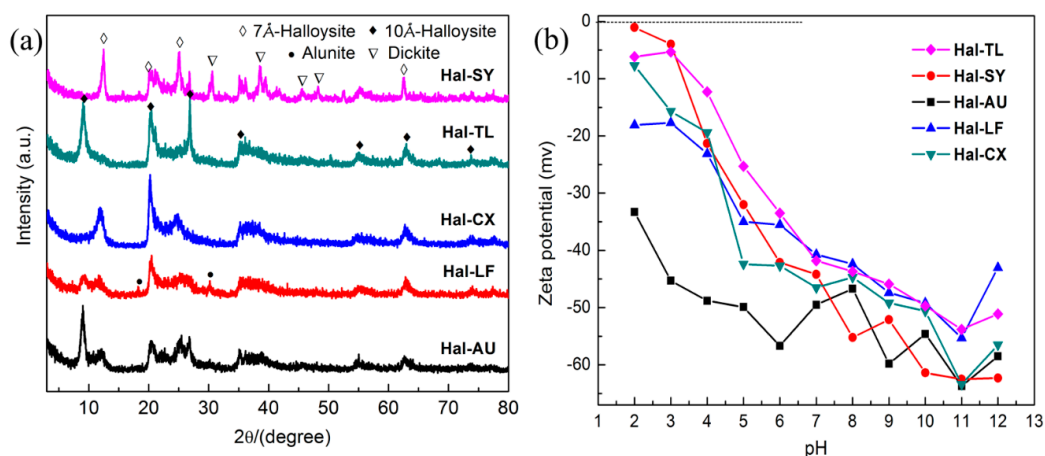 (a)
◇ 7Å-Halloysite ◆ 10Å-Halloysite
● Alunite ▽ Dickite
Hal-SY
Hal-TL
Hal-CX
Hal-LF
Hal-AU
Intensity (a.u.)
10 20 30 40 50 60 70 80
2θ/(degree)
(b)
0
-10
-20
-30
-40
-50
-60
Zeta potential (mv)
Hal-TL
Hal-SY
Hal-AU
Hal-LF
Hal-CX
1 2 3 4 5 6 7 8 9 10 11 12 13
pH